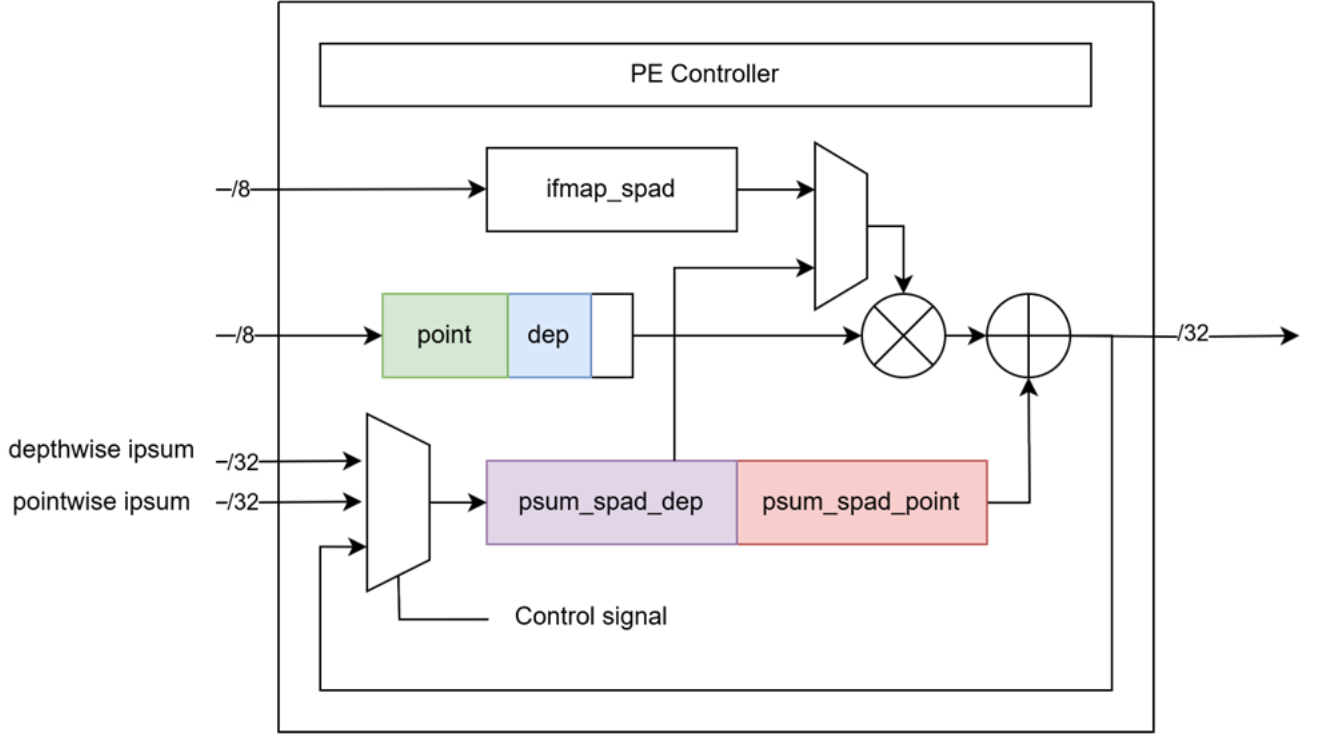 PE Controller
/8
ifmap_spad
/8
point
dep
/32
depthwise ipsum
/32
pointwise ipsum
/32
psum_spad_dep
psum_spad_point
Control signal